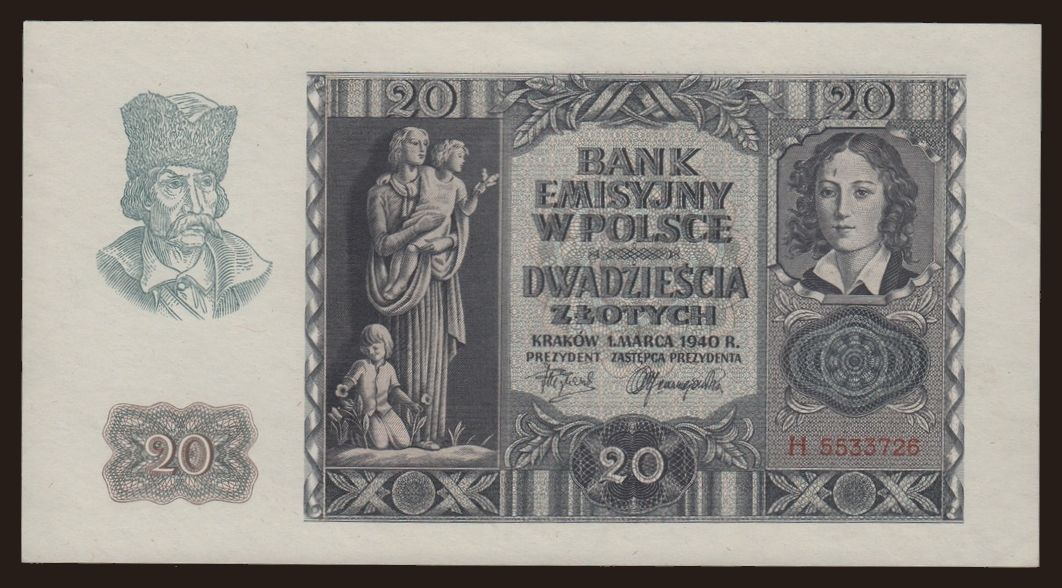 20 20
BANK
EMISYJNY
W POLSCE
DWADZIEŚCIA
ZŁOTYCH
KRAKÓW 1. MARCA 1940 R.
PREZYDENT ZASTĘPCA PREZYDENTA
H 5533726
20 20